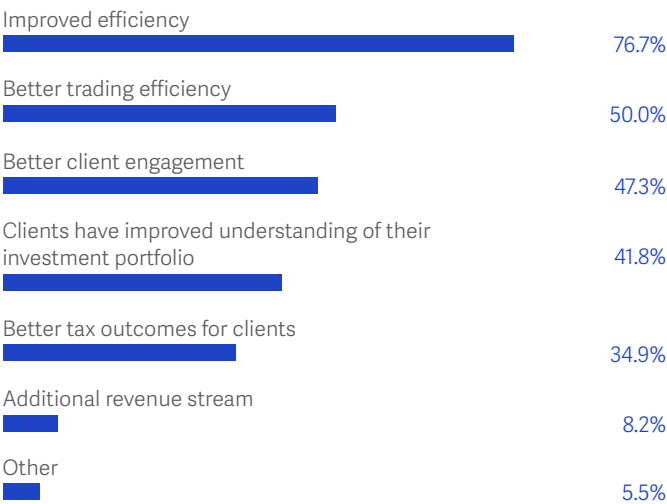 Improved efficiency
76.7%
Better trading efficiency
50.0%
Better client engagement
47.3%
Clients have improved understanding of their
investment portfolio
41.8%
Better tax outcomes for clients
34.9%
Additional revenue stream
8.2%
Other
5.5%